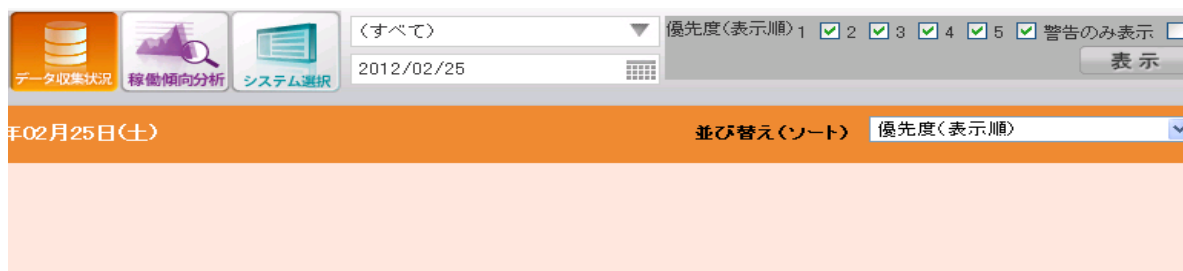 データ収集状況
稼働傾向分析
システム選択
(すべて)
2012/02/25
優先度(表示順) 1 2 3 4 5 警告のみ表示
表示
年02月25日(土)
並び替え(ソート)
優先度(表示順)